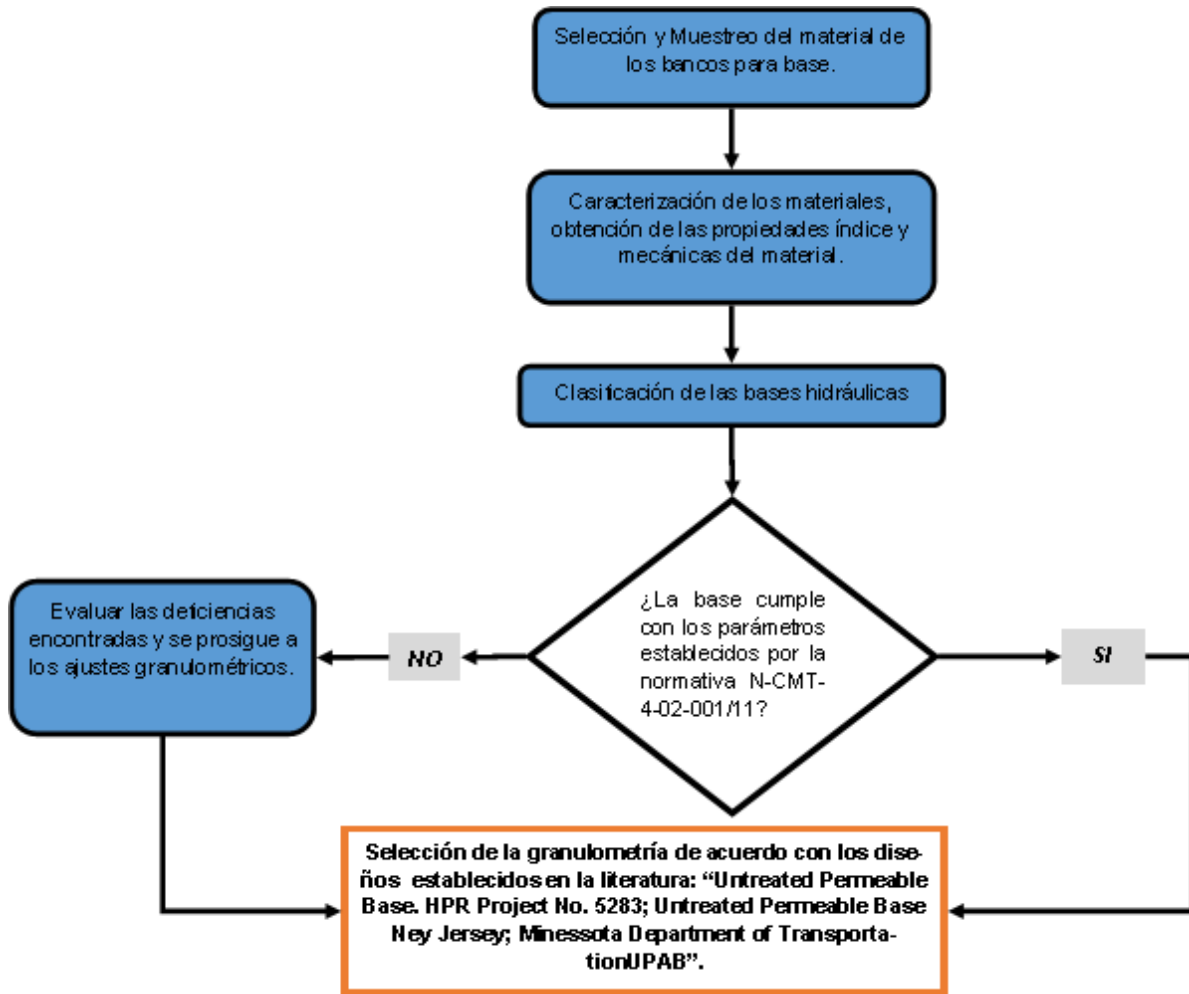 Selección y Muestreo del material de
los bancos para base.
Caracterización de los materiales,
obtención de las propiedades índice y
mecánicas del material.
Clasificación de las bases hidráulicas
¿La base cumple
con los parámetros
establecidos por la
normativa N-CMT-
4-02-001/11?
Evaluar las deficiencias
encontradas y se prosigue a
los ajustes granulométricos.
NO
SI
Selección de la granulometría de acuerdo con los dise-
ños establecidos en la literatura: “Untreated Permeable
Base. HPR Project No. 5283; Untreated Permeable Base
Ney Jersey; Minessota Department of Transporta-
tionUPAB”.